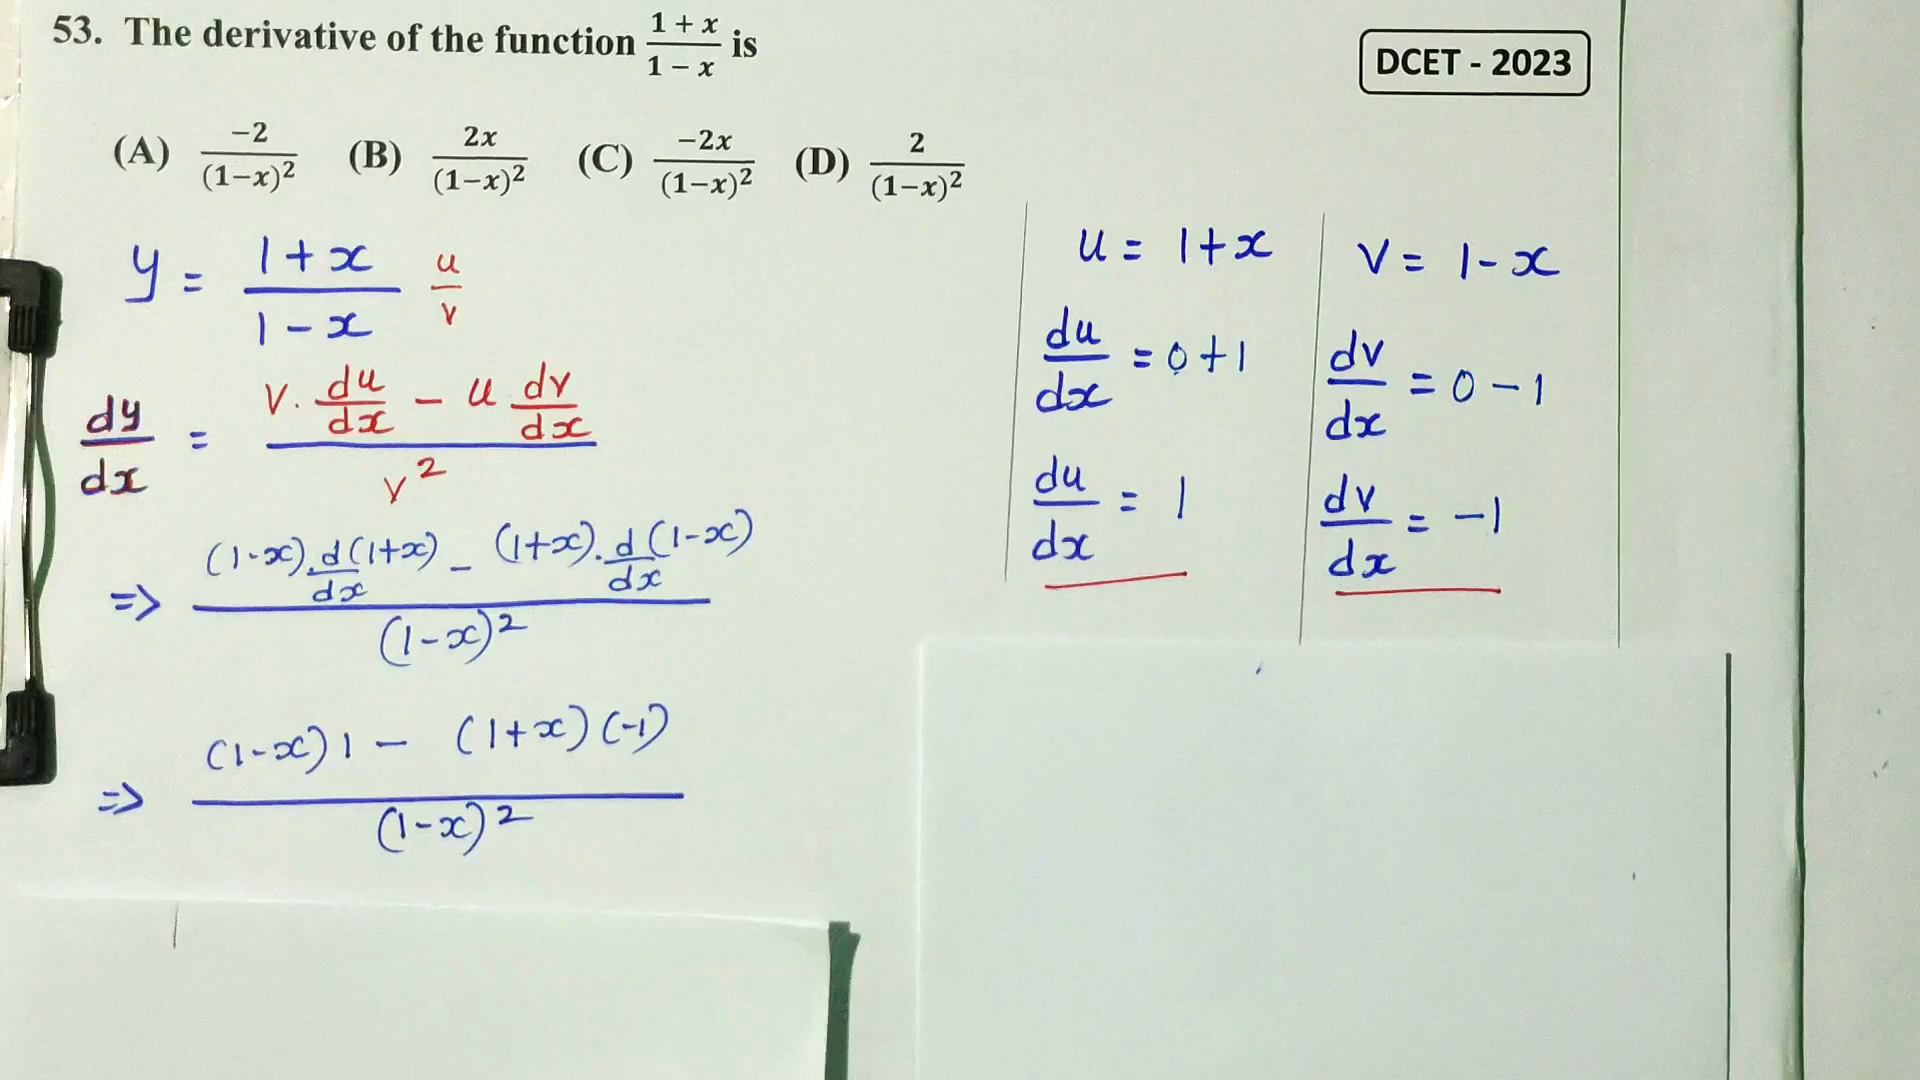 53. The derivative of the function (1 + x)/(1 − x) is
DCET - 2023
(A) −2/(1−x)² (B) 2x/(1−x)² (C) −2x/(1−x)² (D) 2/(1−x)²
y = (1+x)/(1-x) u/v
dy/dx = (v. du/dx - u dv/dx)/v²
=> ((1-x). d/dx (1+x) - (1+x). d/dx (1-x))/(1-x)²
=> ((1-x) 1 - (1+x) (-1))/(1-x)²
u = 1+x
du/dx = 0+1
du/dx = 1
v = 1-x
dv/dx = 0-1
dv/dx = -1